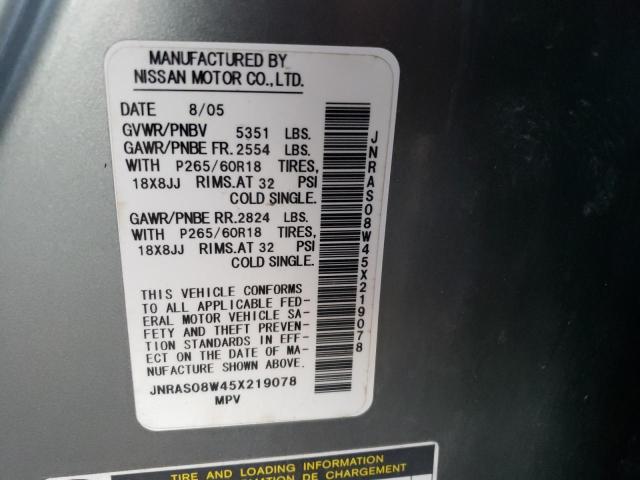 MANUFACTURED BY
NISSAN MOTOR CO., LTD.
DATE 8/05
GVWR/PNBV 5351 LBS.
GAWR/PNBE FR. 2554 LBS.
WITH P265/60R18 TIRES,
18X8JJ RIMS. AT 32 PSI
COLD SINGLE.
GAWR/PNBE RR. 2824 LBS.
WITH P265/60R18 TIRES,
18X8JJ RIMS. AT 32 PSI
COLD SINGLE.
THIS VEHICLE CONFORMS
TO ALL APPLICABLE FED-
ERAL MOTOR VEHICLE SA-
FETY AND THEFT PREVEN-
TION STANDARDS IN EFF-
ECT ON THE DATE OF MA-
NUFACTURE SHOWN ABOVE.
JNRAS08W45X219078
MPV
JNRAS08W45X219078
TIRE AND LOADING INFORMATION
DE CHARGEMENT